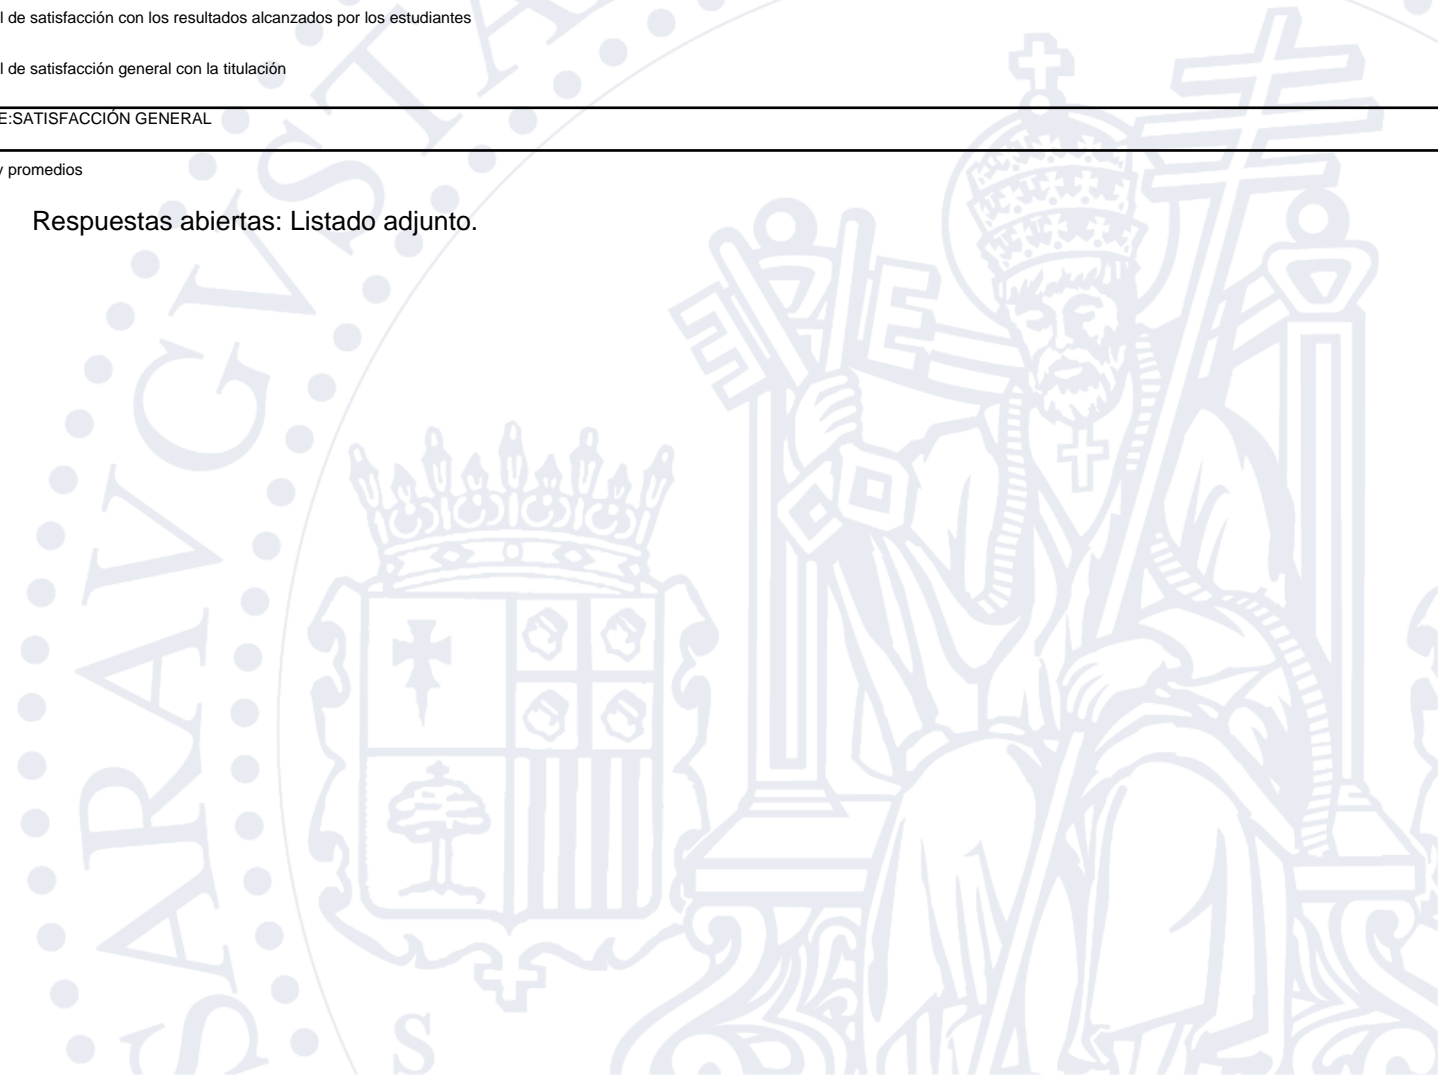 l de satisfacción con los resultados alcanzados por los estudiantes
l de satisfacción general con la titulación
E:SATISFACCIÓN GENERAL
y promedios
Respuestas abiertas: Listado adjunto.
SARAVGVSTA
S